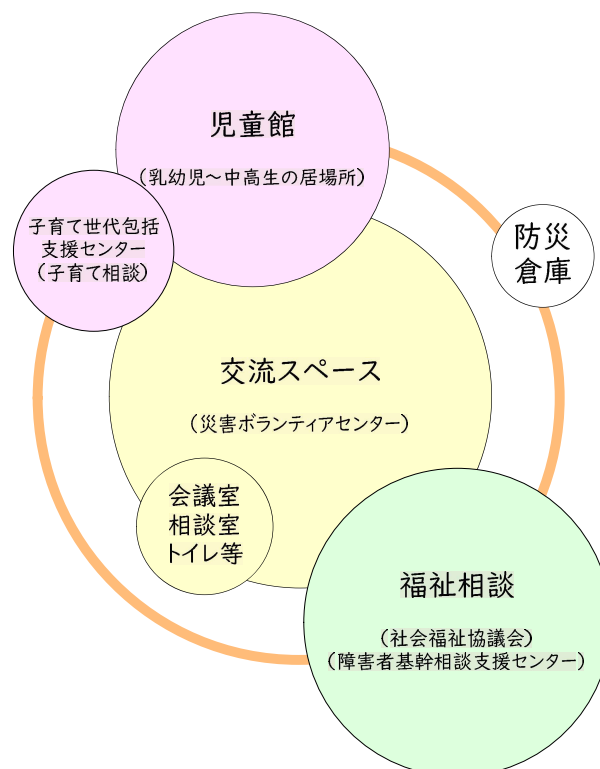 児童館
（乳幼児～中高生の居場所）
子育て世代包括
支援センター
（子育て相談）
防災
倉庫
交流スペース
（災害ボランティアセンター）
会議室
相談室
トイレ等
福祉相談
（社会福祉協議会）
（障害者基幹相談支援センター）